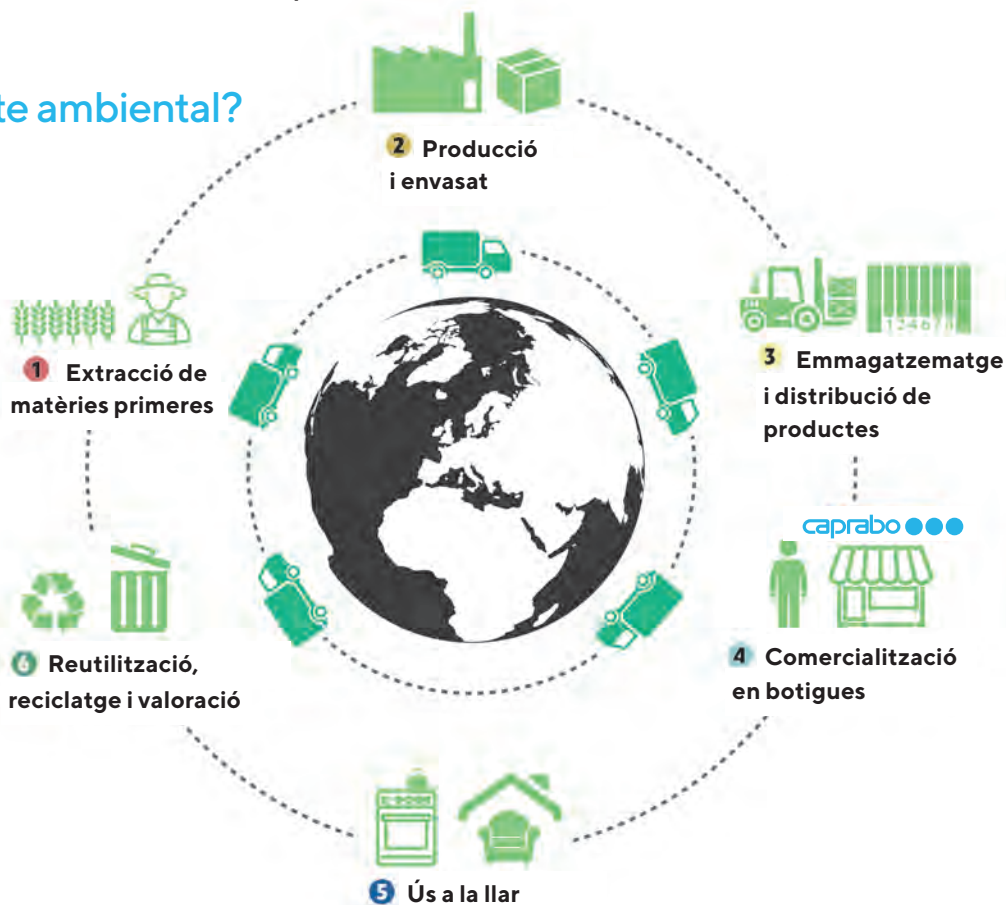 te ambiental?
2 Producció
i envasat
1 Extracció de
matèries primeres
3 Emmagatzematge
i distribució de
productes
caprabo
4 Comercialització
en botigues
6 Reutilització,
reciclatge i valoració
5 Ús a la llar